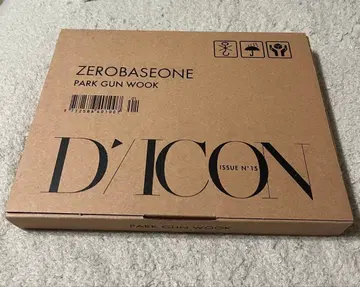 ZEROBASEONE
PARK GUN WOOK
D'/ICON
ISSUE N°15
PARK GUN WOOK